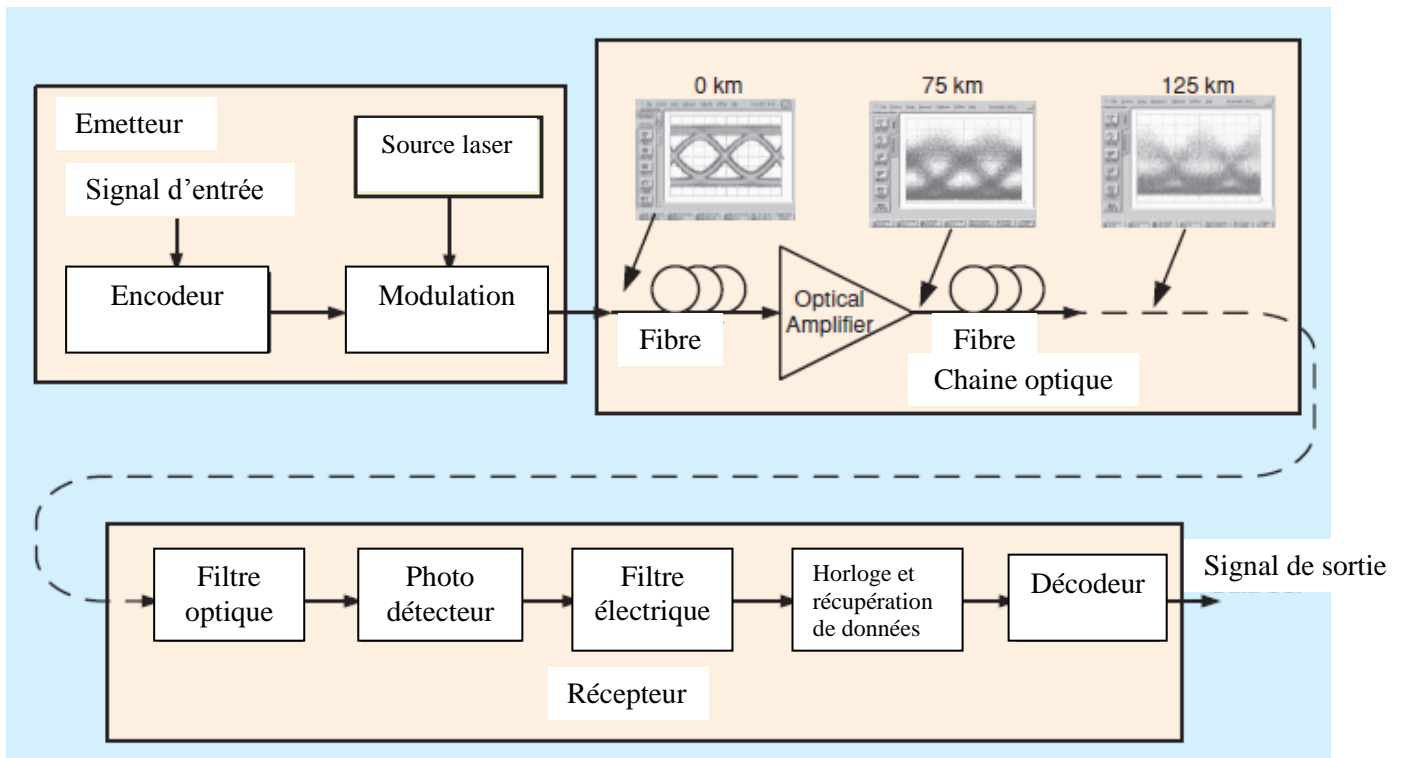 Emetteur
Signal d'entrée
Source laser
Encodeur
Modulation
0 km
75 km
125 km
Fibre
Optical
Amplifier
Fibre
Chaine optique
Filtre
optique
Photo
détecteur
Filtre
électrique
Horloge et
récupération
de données
Décodeur
Signal de sortie
Récepteur